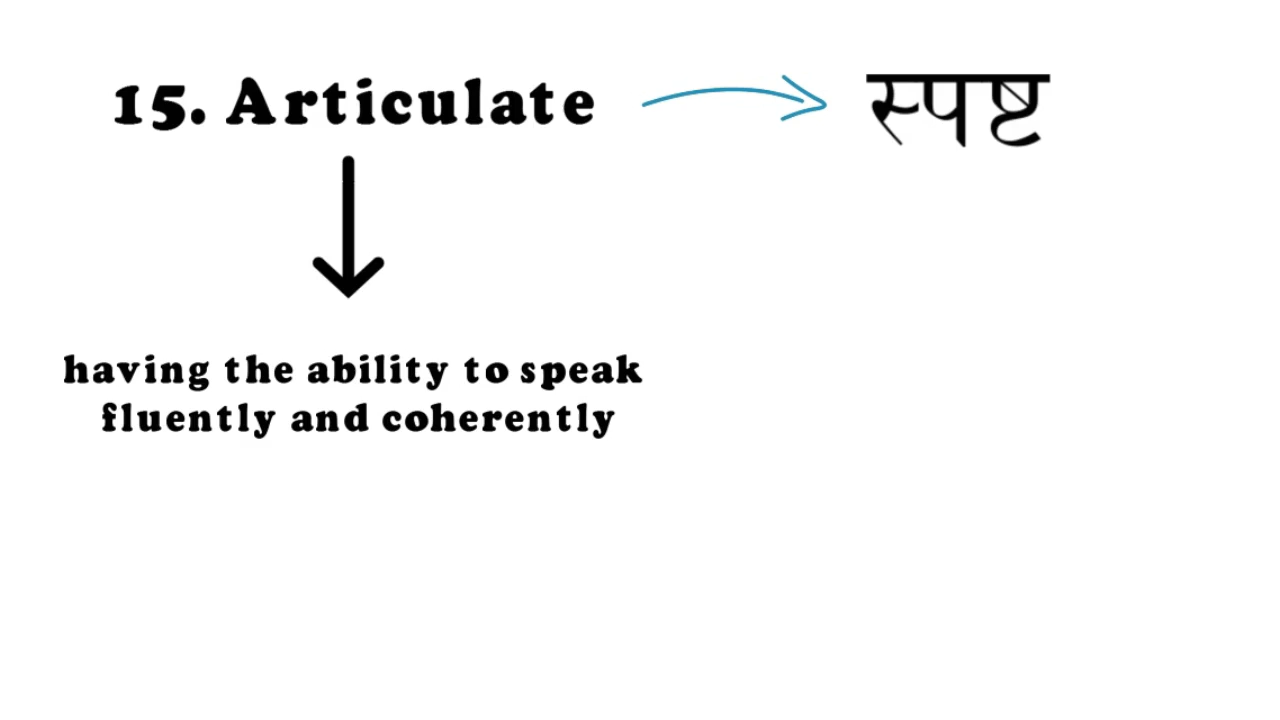 15. Articulate
स्पष्ट
having the ability to speak
fluently and coherently